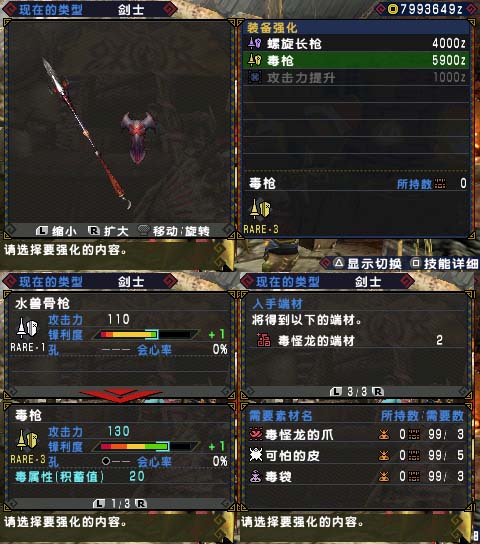 现在的类型 剑士
L 缩小 R 扩大 移动/旋转
请选择要强化的内容。
7993649z
装备强化
螺旋长枪 4000z
毒枪 5900z
攻击力提升 1000z
毒枪 所持数 0
RARE-3
△显示切换 □技能详细
现在的类型 剑士
水兽骨枪
攻击力 110
锋利度 +1
RARE-1 孔 --- 会心率 0%
毒枪
攻击力 130
锋利度 +1
RARE-3 孔 ○-- 会心率 0%
毒属性(积蓄值) 20
L 1/3 R
请选择要强化的内容。
现在的类型 剑士
入手端材
将得到以下的端材。
毒怪龙的端材 2
L 3/3 R
需要素材名 所持数/需要数
毒怪龙的爪 0 99/ 3
可怕的皮 0 99/ 5
毒袋 0 99/ 3
请选择要强化的内容。